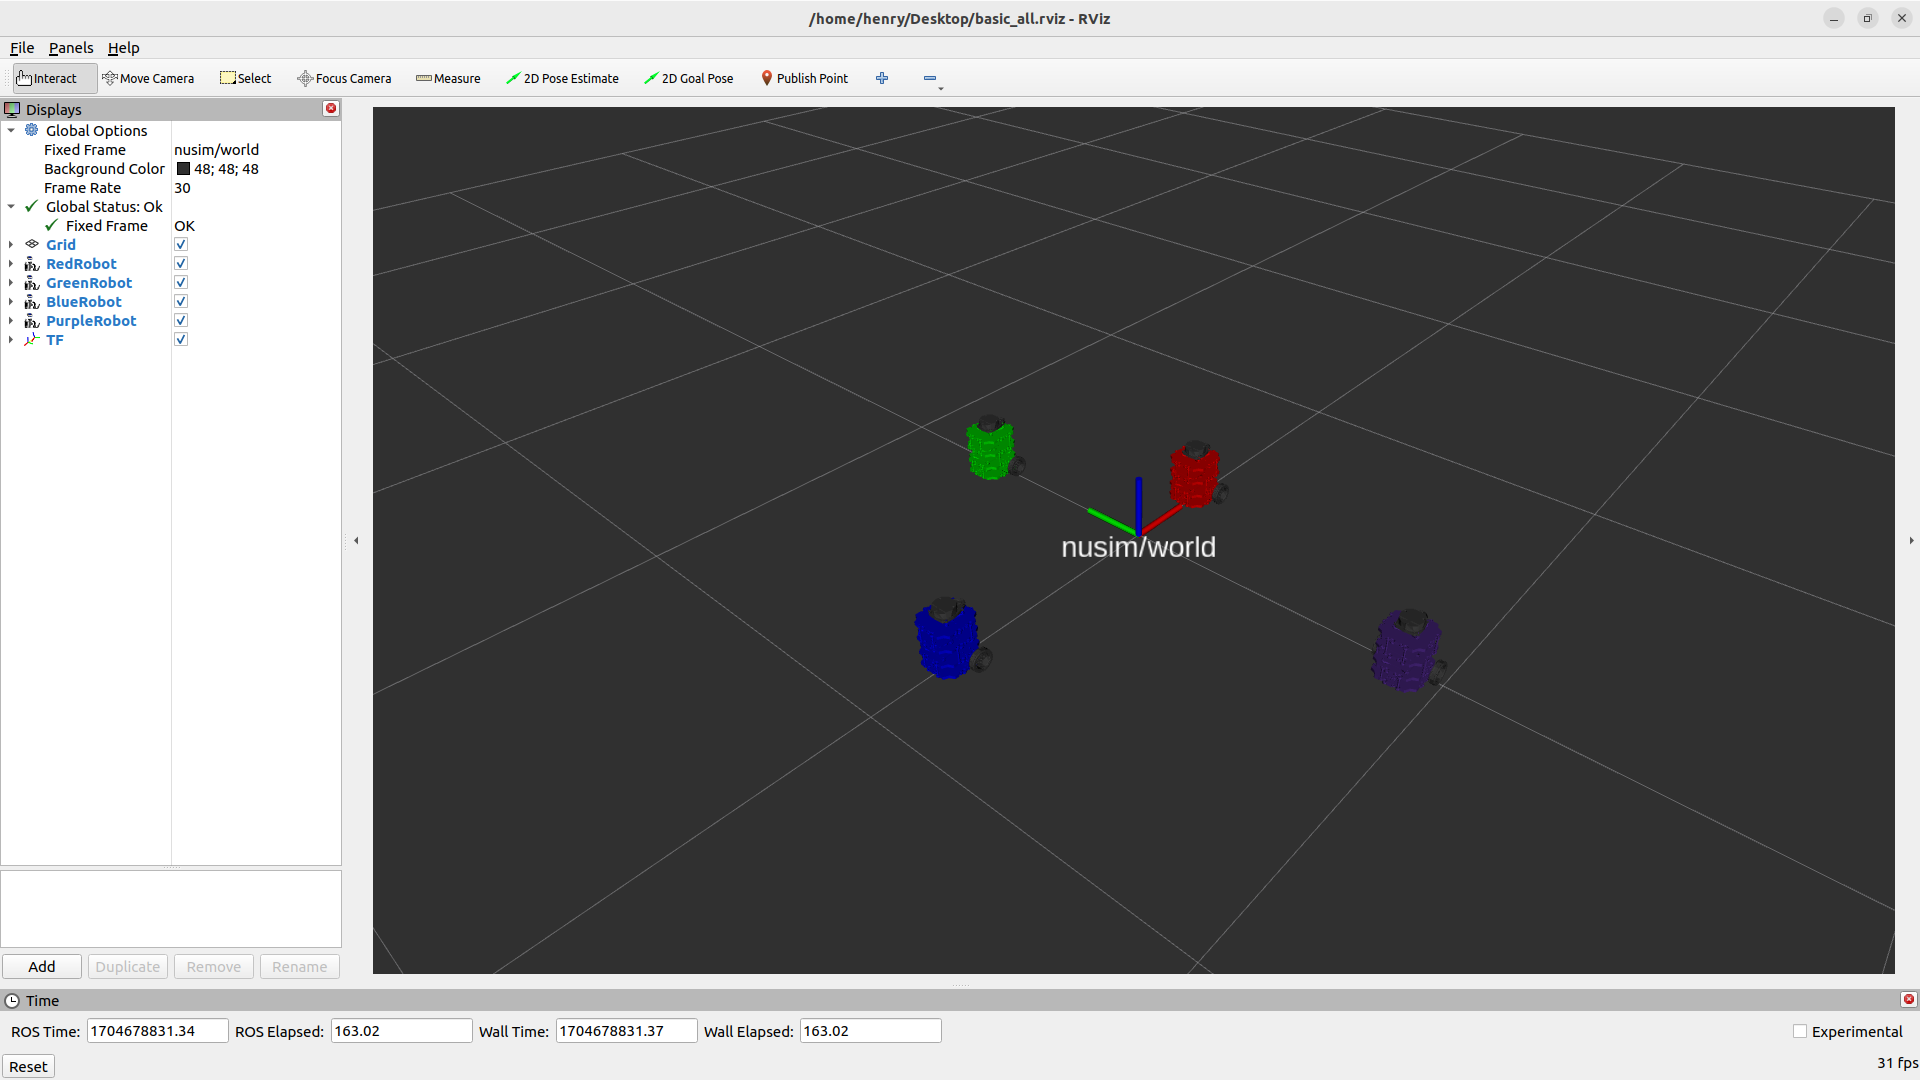 /home/henry/Desktop/basic_all.rviz - RViz
File Panels Help
Interact Move Camera Select Focus Camera Measure 2D Pose Estimate 2D Goal Pose Publish Point
Displays
Global Options
Fixed Frame nusim/world
Background Color 48; 48; 48
Frame Rate 30
Global Status: Ok
Fixed Frame OK
Grid
RedRobot
GreenRobot
BlueRobot
PurpleRobot
TF
nusim/world
Add Duplicate Remove Rename
Time
ROS Time: 1704678831.34 ROS Elapsed: 163.02 Wall Time: 1704678831.37 Wall Elapsed: 163.02 Experimental
Reset 31 fps